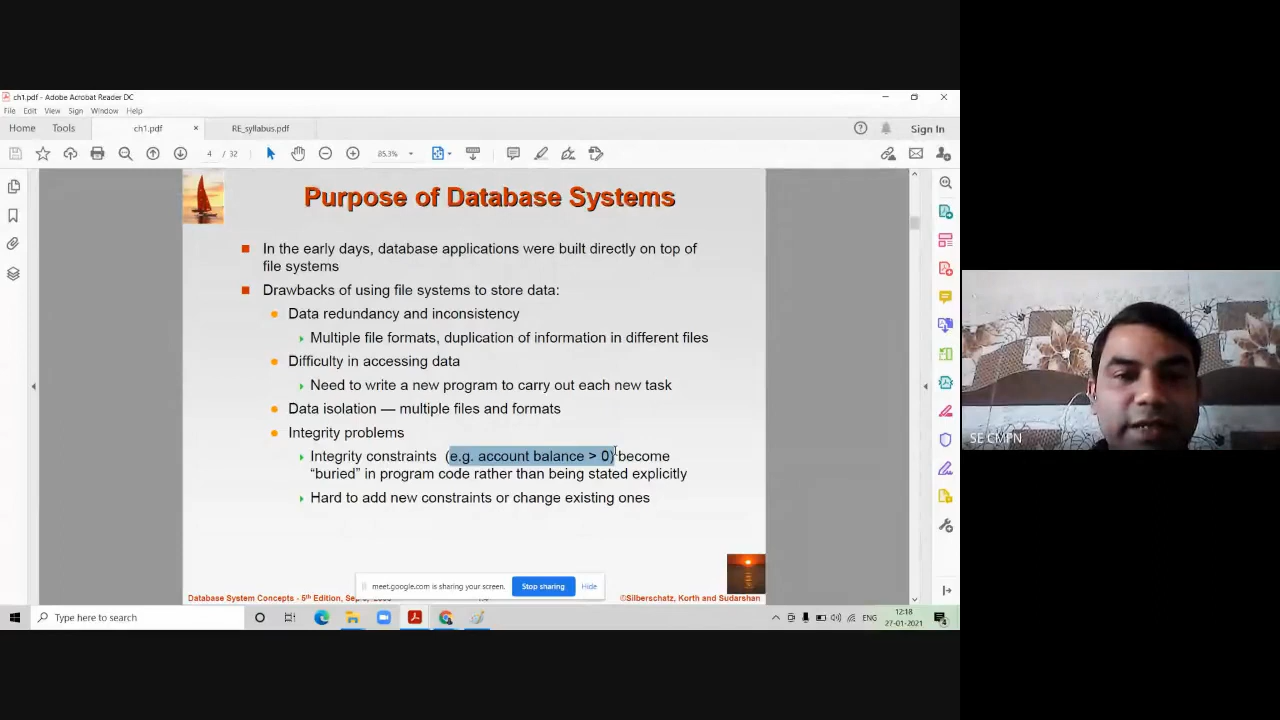 ch1.pdf - Adobe Acrobat Reader DC
File Edit View Sign Window Help
Home Tools ch1.pdf × RE_syllabus.pdf Sign In
4 / 32 85.3%
Purpose of Database Systems
In the early days, database applications were built directly on top of
file systems
Drawbacks of using file systems to store data:
Data redundancy and inconsistency
Multiple file formats, duplication of information in different files
Difficulty in accessing data
Need to write a new program to carry out each new task
Data isolation — multiple files and formats
Integrity problems
Integrity constraints (e.g. account balance > 0) become
“buried” in program code rather than being stated explicitly
Hard to add new constraints or change existing ones
SE CMPN
meet.google.com is sharing your screen. Stop sharing Hide
Database System Concepts - 5th Edition, ©Silberschatz, Korth and Sudarshan
Type here to search ENG 12:18
27-01-2021